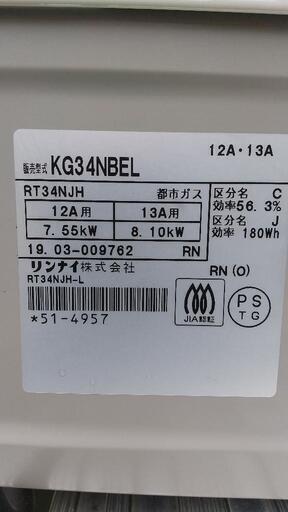 12A・13A
販売型式 KG34NBEL
RT34NJH 都市ガス
12A用 13A用
7.55kW 8.10kW
19.03-009762 RN
区分名 C
効率56.3%
区分名 J
効率 180Wh
リンナイ株式会社
RN(O)
RT34NJH-L
*51-4957
JIA認証
PS
TG